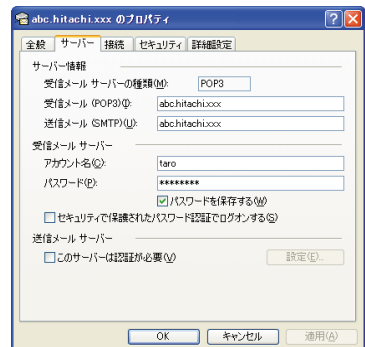 abc.hitachi.xxx のプロパティ
全般 サーバー 接続 セキュリティ 詳細設定
サーバー情報
受信メール サーバーの種類(M): POP3
受信メール (POP3)(I): abc.hitachi.xxx
送信メール (SMTP)(U): abc.hitachi.xxx
受信メール サーバー
アカウント名(C): taro
パスワード(P): ********
パスワードを保存する(W)
セキュリティで保護されたパスワード認証でログオンする(S)
送信メール サーバー
このサーバーは認証が必要(V) 設定(E)...
OK キャンセル 適用(A)